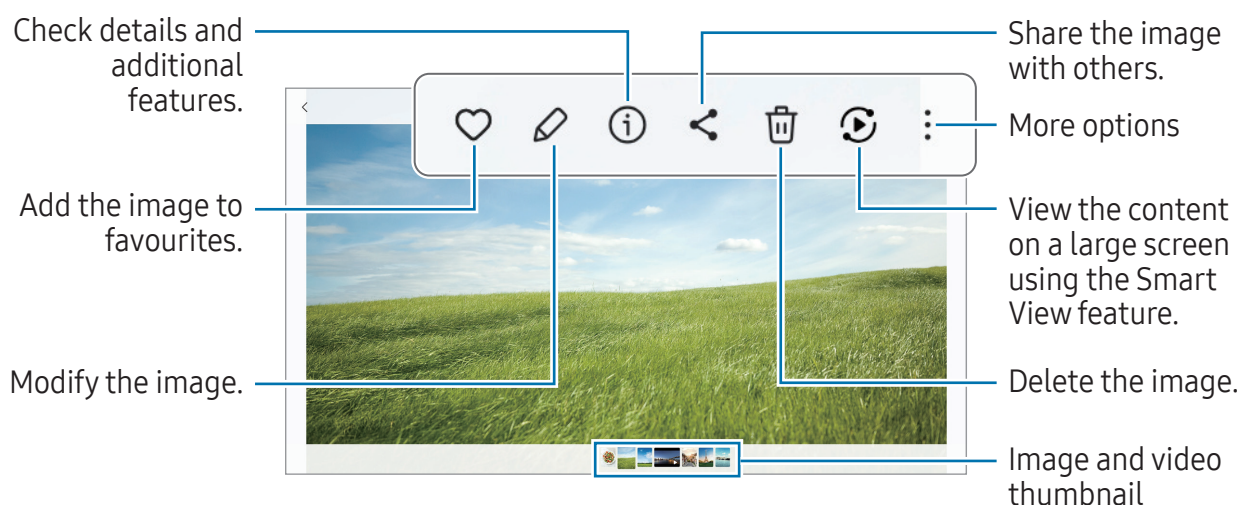 Check details and
additional
features.
Add the image to
favourites.
Modify the image.
Share the image
with others.
More options
View the content
on a large screen
using the Smart
View feature.
Delete the image.
Image and video
thumbnail